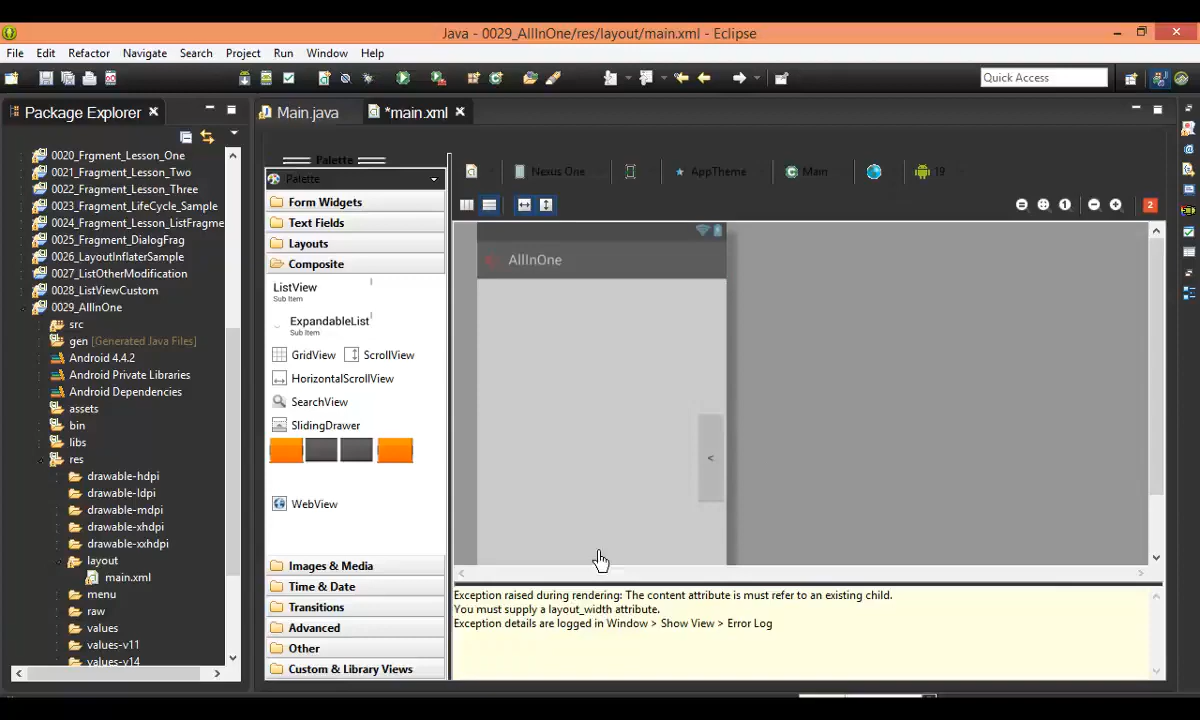 Java - 0029_AllInOne/res/layout/main.xml - Eclipse
File Edit Refactor Navigate Search Project Run Window Help
Quick Access
Package Explorer
Main.java
*main.xml
0020_Frgment_Lesson_One
0021_Fragment_Lesson_Two
0022_Fragment_Lesson_Three
0023_Fragment_LifeCycle_Sample
0024_Fragment_Lesson_ListFragme
0025_Fragment_DialogFrag
0026_LayoutInflaterSample
0027_ListOtherModification
0028_ListViewCustom
0029_AllInOne
src
gen [Generated Java Files]
Android 4.4.2
Android Private Libraries
Android Dependencies
assets
bin
libs
res
drawable-hdpi
drawable-ldpi
drawable-mdpi
drawable-xhdpi
drawable-xxhdpi
layout
main.xml
menu
raw
values
values-v11
values-v14
Palette
Palette
Form Widgets
Text Fields
Layouts
Composite
ListView
Sub Item
ExpandableList
Sub Item
GridView ScrollView
HorizontalScrollView
SearchView
SlidingDrawer
WebView
Images & Media
Time & Date
Transitions
Advanced
Other
Custom & Library Views
Nexus One AppTheme Main 19
2
AllInOne
<
Exception raised during rendering: The content attribute is must refer to an existing child.
You must supply a layout_width attribute.
Exception details are logged in Window > Show View > Error Log